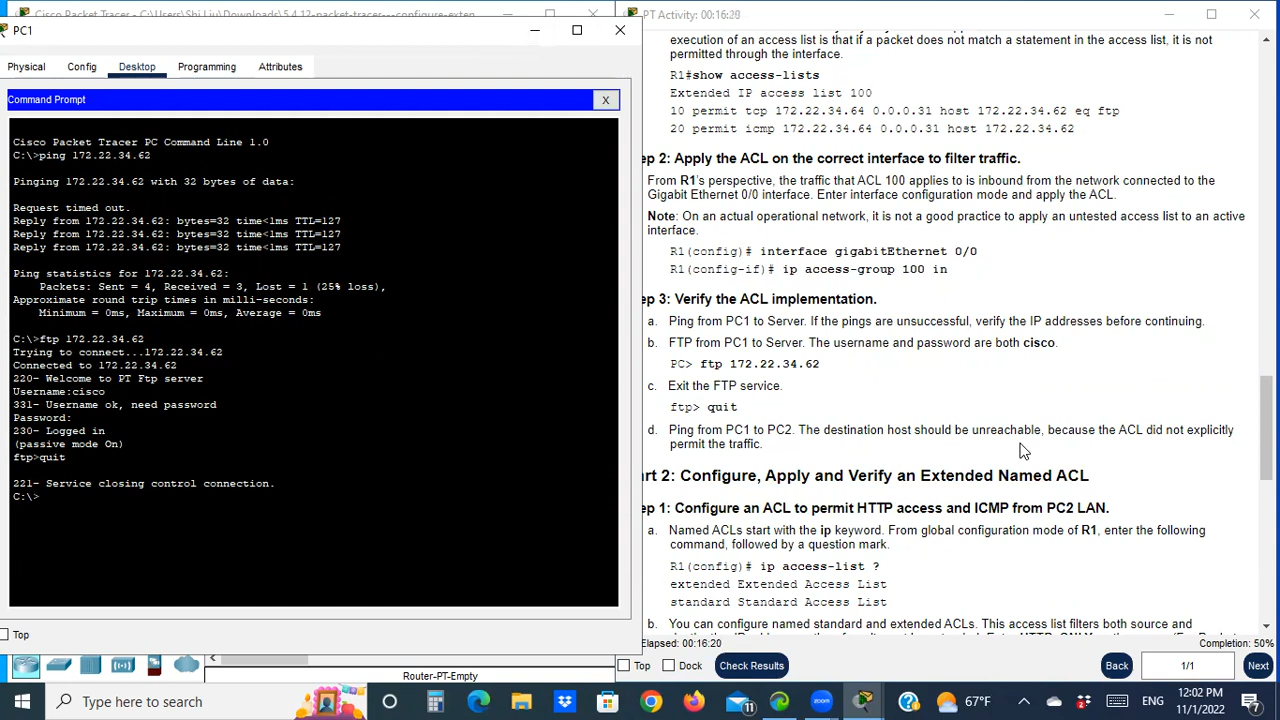 Cisco Packet Tracer - C:\Users\Shi Liu\Downloads\5.4.12-packet-tracer---configure-exten
PC1
Physical
Config
Desktop
Programming
Attributes
Command Prompt
X
Cisco Packet Tracer PC Command Line 1.0
C:\>ping 172.22.34.62
Pinging 172.22.34.62 with 32 bytes of data:
Request timed out.
Reply from 172.22.34.62: bytes=32 time<1ms TTL=127
Reply from 172.22.34.62: bytes=32 time<1ms TTL=127
Reply from 172.22.34.62: bytes=32 time<1ms TTL=127
Ping statistics for 172.22.34.62:
Packets: Sent = 4, Received = 3, Lost = 1 (25% loss),
Approximate round trip times in milli-seconds:
Minimum = 0ms, Maximum = 0ms, Average = 0ms
C:\>ftp 172.22.34.62
Trying to connect...172.22.34.62
Connected to 172.22.34.62
220- Welcome to PT Ftp server
Username:cisco
331- Username ok, need password
Password:
230- Logged in
(passive mode On)
ftp>quit
221- Service closing control connection.
C:\>
Top
Router-PT-Empty
PT Activity: 00:16:20
execution of an access list is that if a packet does not match a statement in the access list, it is not
permitted through the interface.
R1#show access-lists
Extended IP access list 100
10 permit tcp 172.22.34.64 0.0.0.31 host 172.22.34.62 eq ftp
20 permit icmp 172.22.34.64 0.0.0.31 host 172.22.34.62
ep 2: Apply the ACL on the correct interface to filter traffic.
From R1's perspective, the traffic that ACL 100 applies to is inbound from the network connected to the
Gigabit Ethernet 0/0 interface. Enter interface configuration mode and apply the ACL.
Note: On an actual operational network, it is not a good practice to apply an untested access list to an active
interface.
R1(config)# interface gigabitEthernet 0/0
R1(config-if)# ip access-group 100 in
ep 3: Verify the ACL implementation.
a. Ping from PC1 to Server. If the pings are unsuccessful, verify the IP addresses before continuing.
b. FTP from PC1 to Server. The username and password are both cisco.
PC> ftp 172.22.34.62
c. Exit the FTP service.
ftp> quit
d. Ping from PC1 to PC2. The destination host should be unreachable, because the ACL did not explicitly
permit the traffic.
rt 2: Configure, Apply and Verify an Extended Named ACL
ep 1: Configure an ACL to permit HTTP access and ICMP from PC2 LAN.
a. Named ACLs start with the ip keyword. From global configuration mode of R1, enter the following
command, followed by a question mark.
R1(config)# ip access-list ?
extended Extended Access List
standard Standard Access List
b. You can configure named standard and extended ACLs. This access list filters both source and
Elapsed: 00:16:20
Completion: 50%
Top
Dock
Check Results
Back
1/1
Next
Type here to search
11
67°F
ENG
12:02 PM
11/1/2022
7